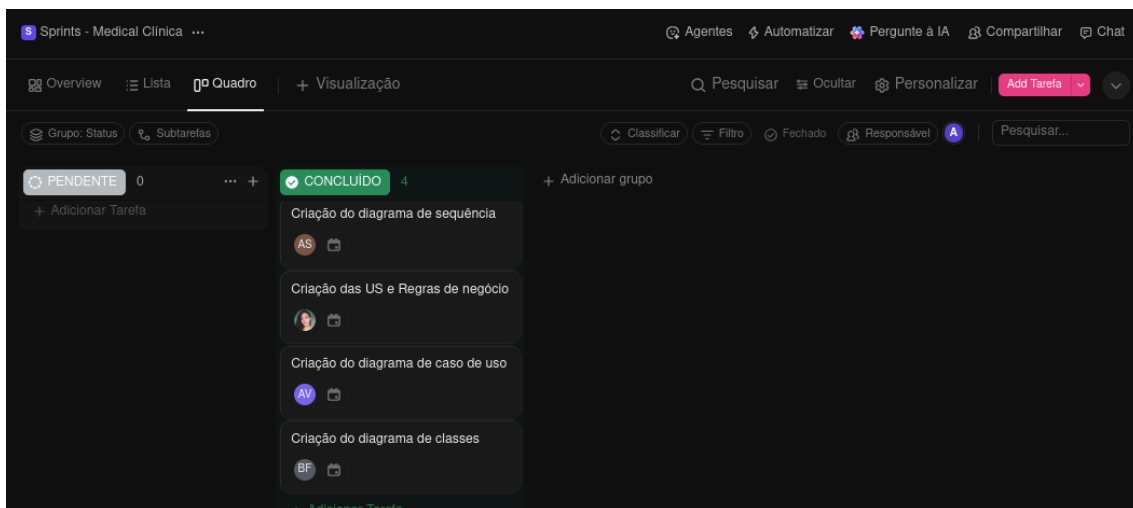 S Sprints - Medical Clínica ...
Agentes Automatizar Pergunte à IA Compartilhar Chat
Overview Lista Quadro + Visualização Pesquisar Ocultar Personalizar Add Tarefa
Grupo: Status Subtarefas Classificar Filtro Fechado Responsável A Pesquisar...
PENDENTE 0 ... +
+ Adicionar Tarefa
CONCLUÍDO 4
Criação do diagrama de sequência
AS
Criação das US e Regras de negócio
Criação do diagrama de caso de uso
AV
Criação do diagrama de classes
BF
+ Adicionar Tarefa
+ Adicionar grupo